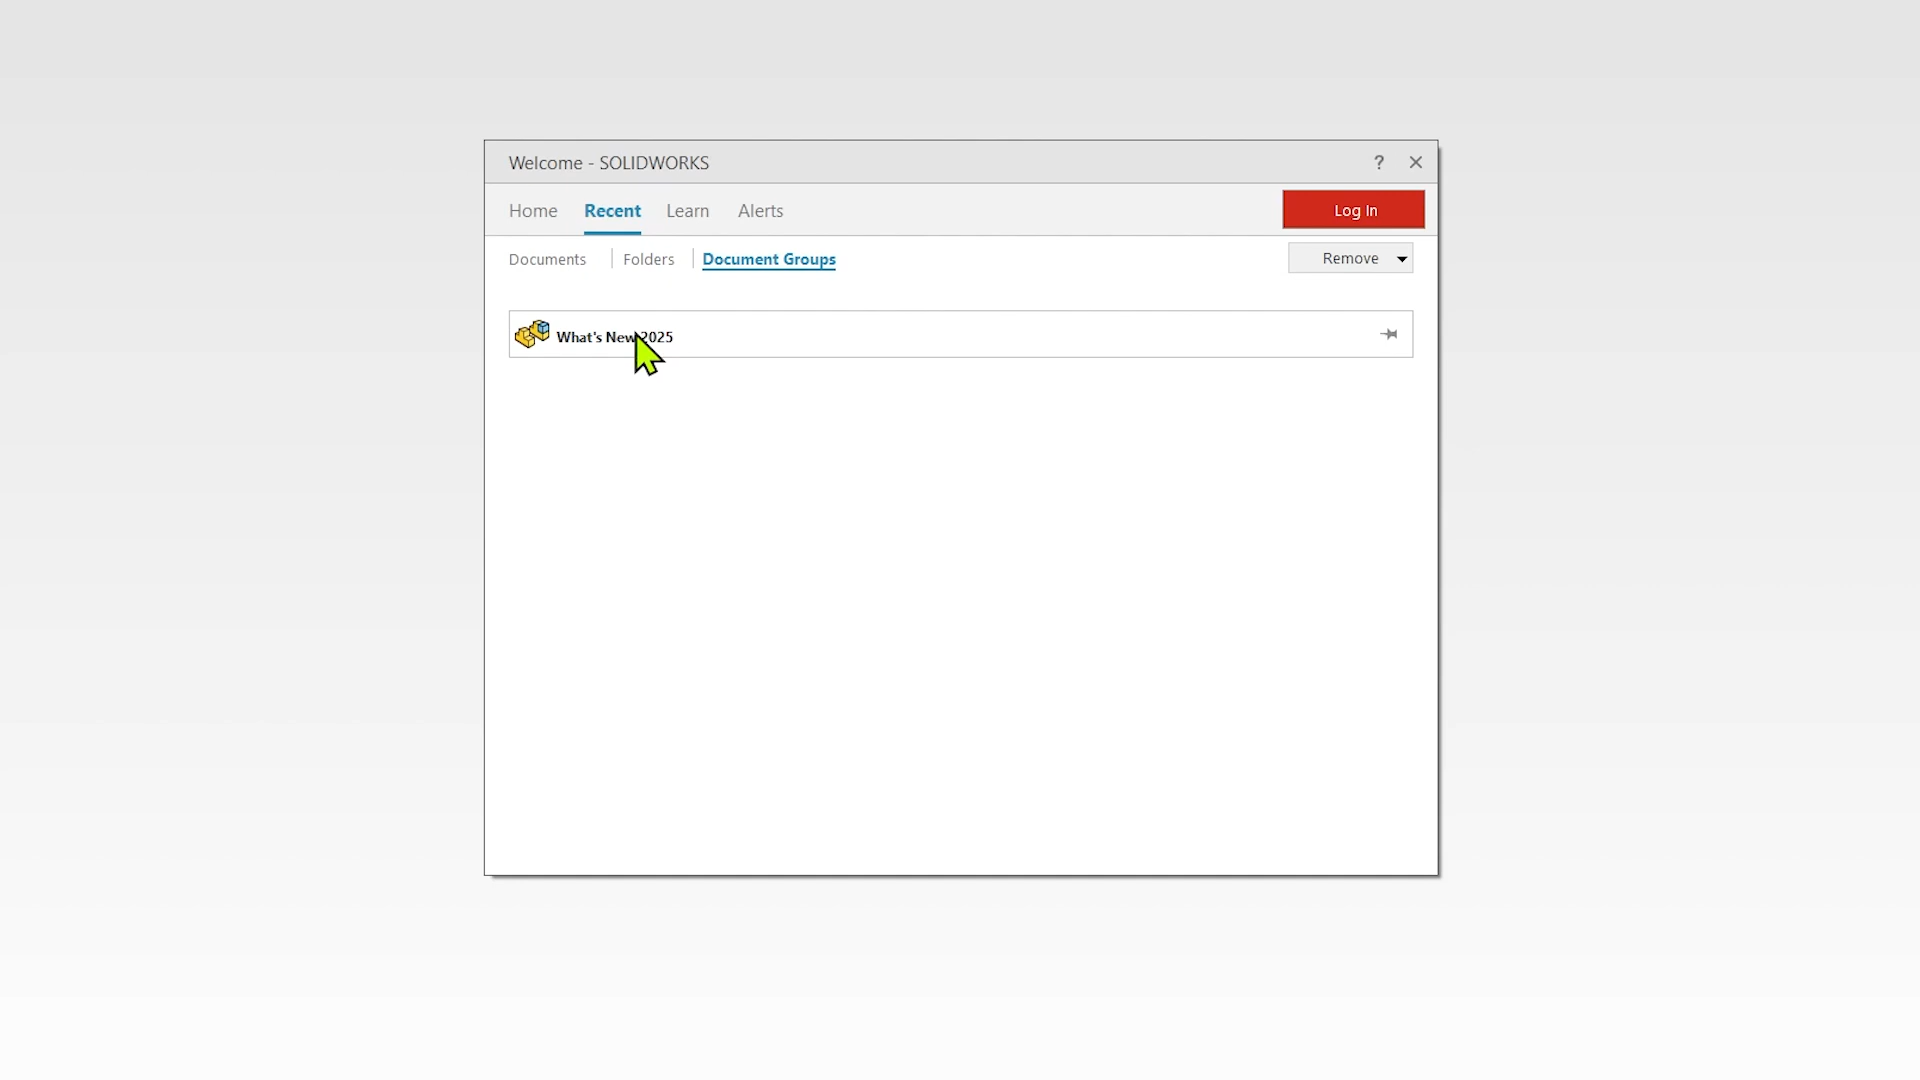 Welcome - SOLIDWORKS ?
Home Recent Learn Alerts Log In
Documents Folders Document Groups Remove
What's New 2025